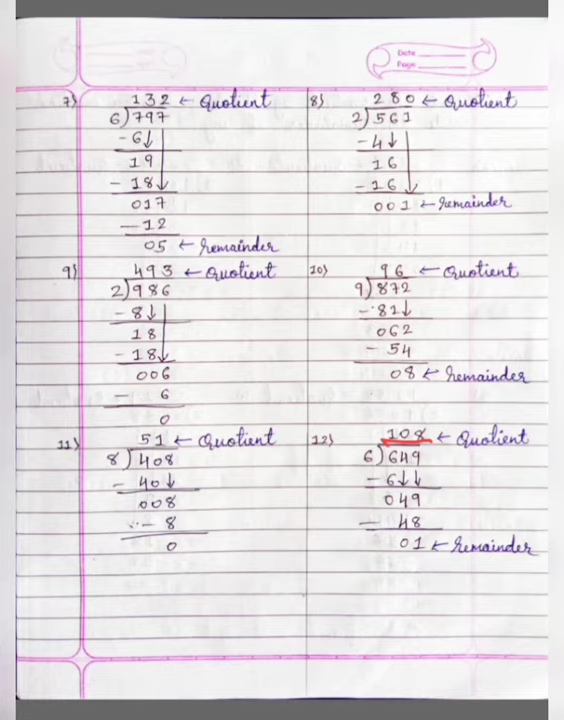 Date
Page
7) 132 ← Quotient
6)797
-6↓
19
- 18↓
017
- 12
05 ← Remainder
8) 280 ← Quotient
2)561
-4↓
16
-16↓
001 ← Remainder
9) 493 ← Quotient
2)986
-8↓
18
- 18↓
006
- 6
0
10) 96 ← Quotient
9)872
-81↓
062
- 54
08 ← Remainder
11) 51 ← Quotient
8)408
- 40↓
008
- 8
0
12) 108 ← Quotient
6)649
-6↓↓
049
- 48
01 ← Remainder